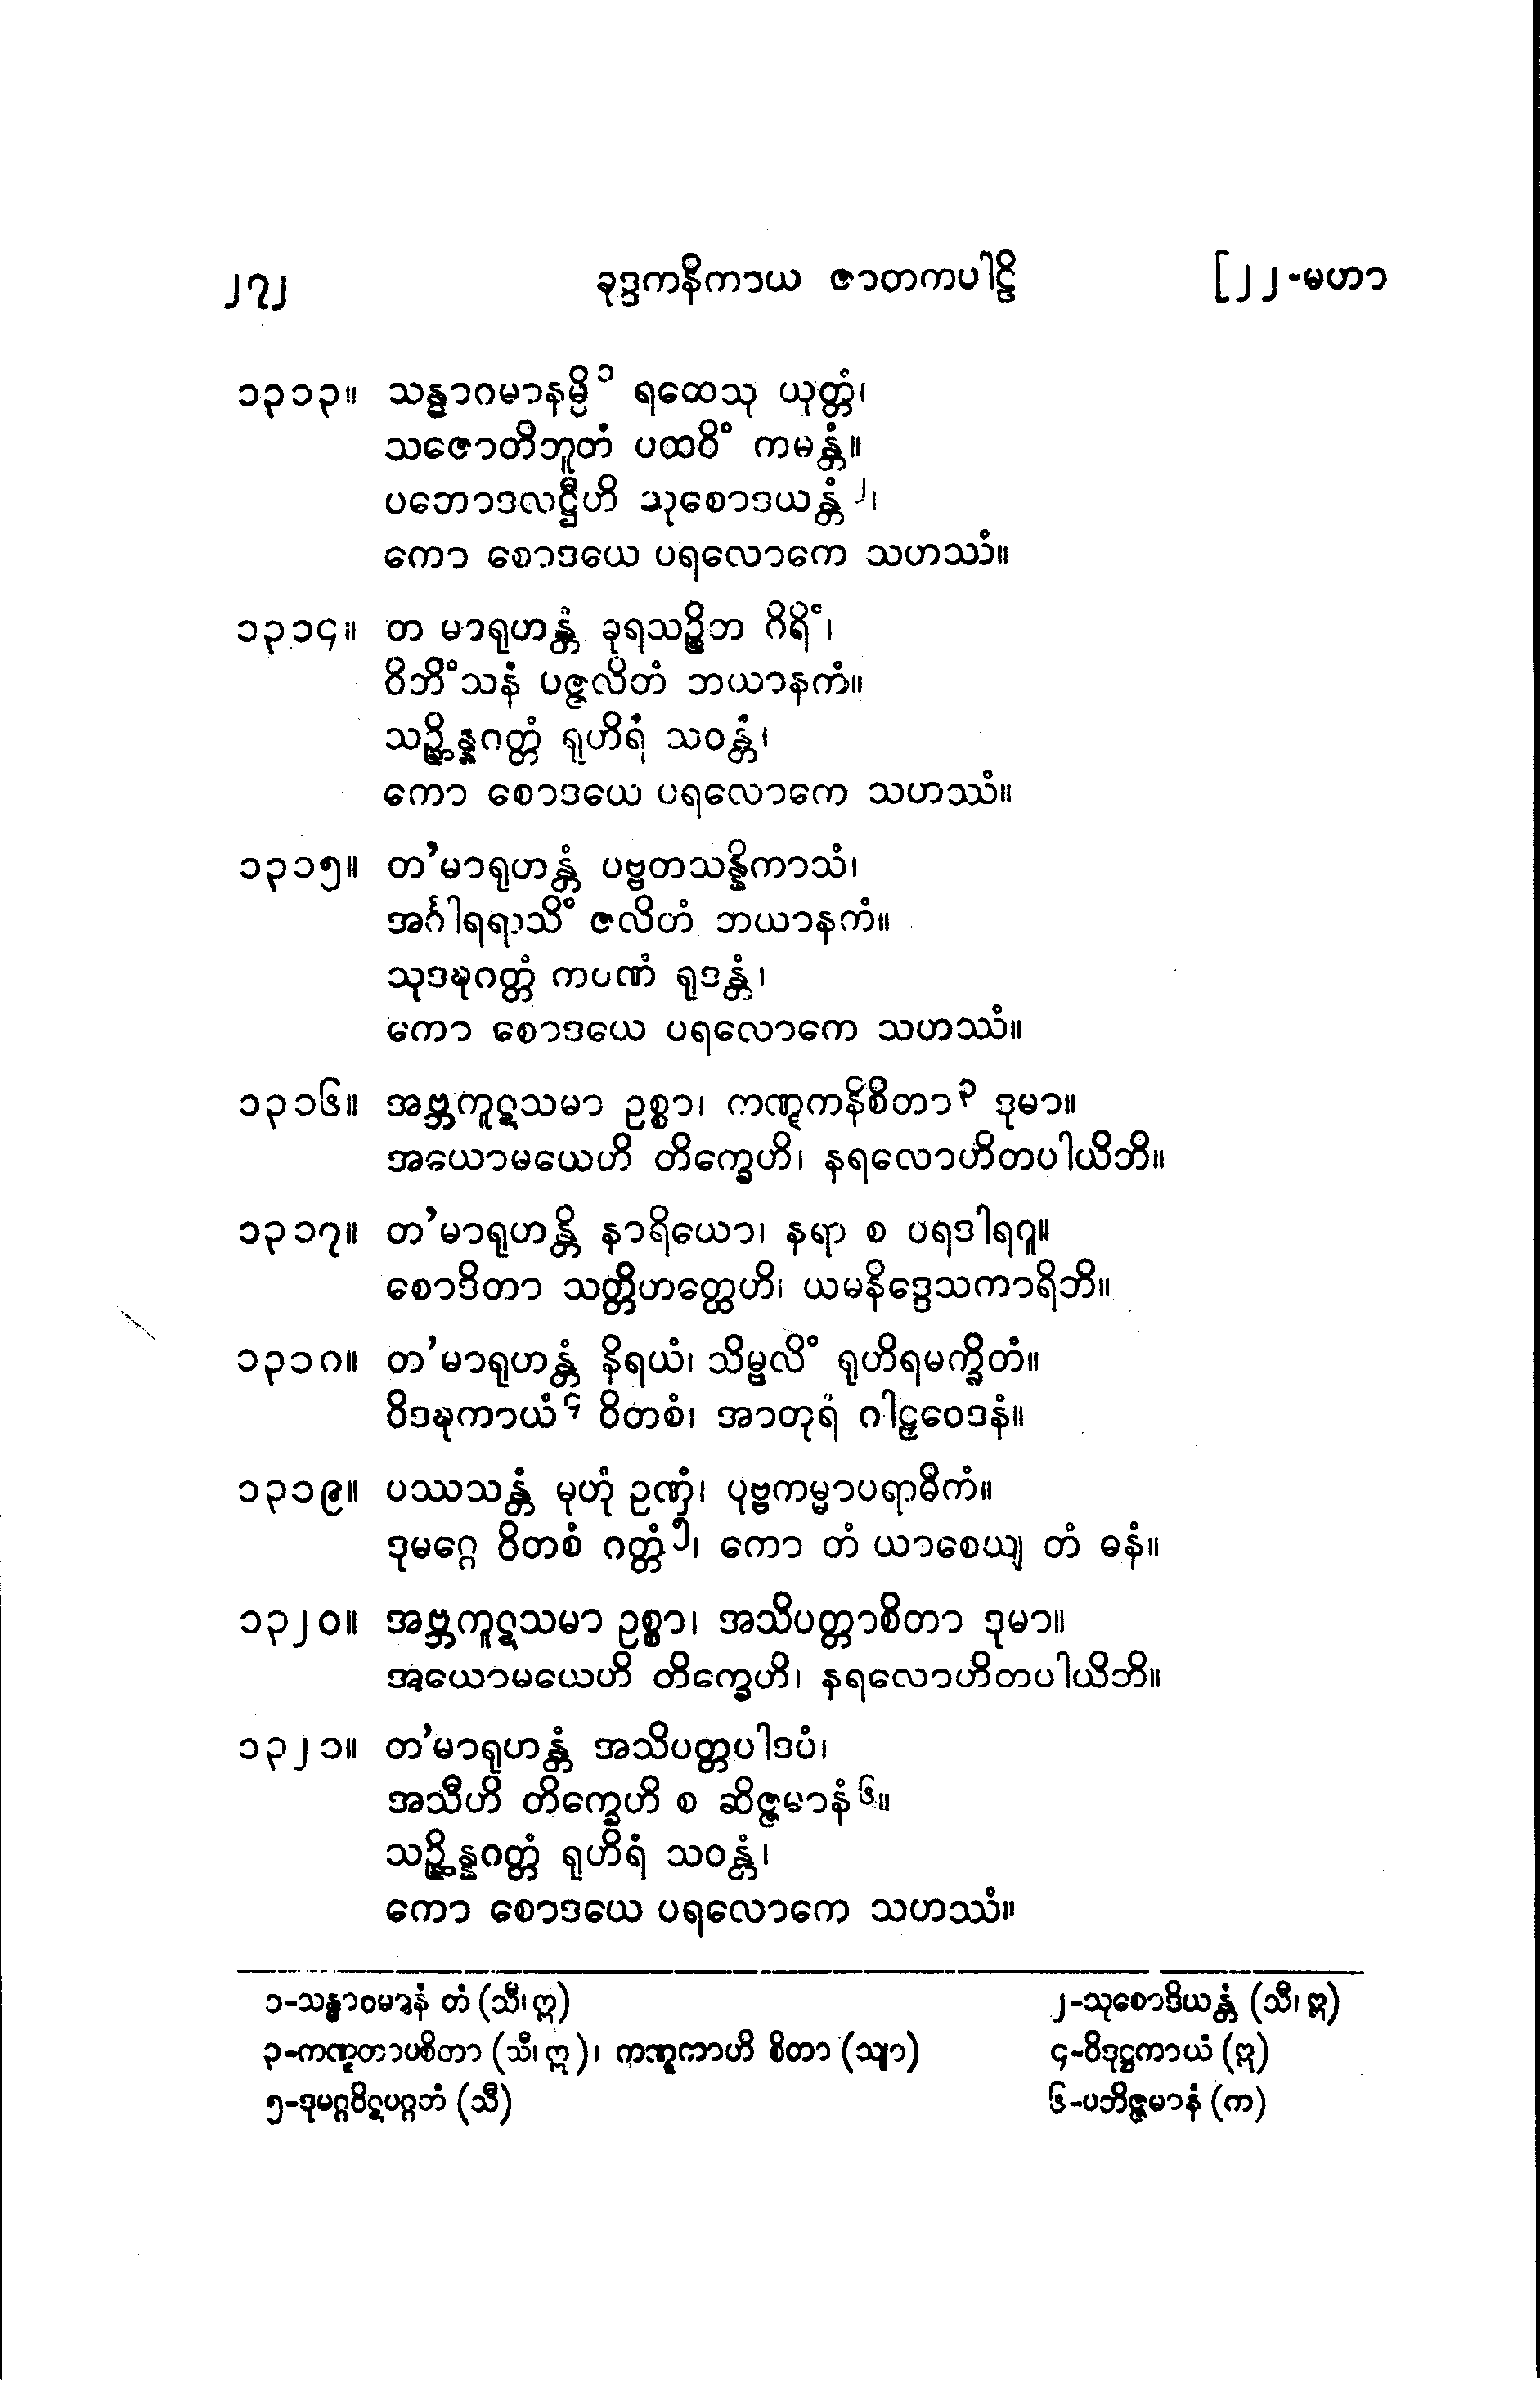 ၂၇၂ ခုဒ္ဒကနိကာယ ဇာတကပါဠိ [၂၂-မဟာ
၁၃၁၃။ သန္ဓာဂမာနမ္ပိ၁ ရထေသု ယုတ္တံ၊
သဇောတိဘူတံ ပထဝိံ ကမန္တံ။
ပဘောဒလဋ္ဌီဟိ သုစောဒယန္တံ၂၊
ကော စောဒယေ ပရလောကေ သဟဿံ။
၁၃၁၄။ တ မာရုဟန္တံ ခုရသဉ္စိဘ ဂိရိံ၊
ဝိဘိံသနံ ပဇ္ဇလိတံ ဘယာနကံ။
သဉ္ဆိန္နဂတ္တံ ရုဟိရံ သဝန္တံ၊
ကော စောဒယေ ပရလောကေ သဟဿံ။
၁၃၁၅။ တ’မာရုဟန္တံ ပဗ္ဗတသန္နိကာသံ၊
အင်္ဂါရရာသိံ ဇလိတံ ဘယာနကံ။
သုဒဍ္ဎဂတ္တံ ကပဏံ ရုဒန္တံ၊
ကော စောဒယေ ပရလောကေ သဟဿံ။
၁၃၁၆။ အဗ္ဘကူဋသမာ ဥစ္စာ၊ ကဏ္ဋကနိစိတာ၃ ဒုမာ။
အယောမယေဟိ တိက္ခေဟိ၊ နရလောဟိတပါယိဘိ။
၁၃၁၇။ တ’မာရုဟန္တိ နာရိယော၊ နရာ စ ပရဒါရဂူ။
စောဒိတာ သတ္တိဟတ္ထေဟိ၊ ယမနိဒ္ဒေသကာရိဘိ။
၁၃၁၈။ တ’မာရုဟန္တံ နိရယံ၊ သိမ္ဗလိံ ရုဟိရမက္ခိတံ။
ဝိဒဍ္ဎကာယံ၄ ဝိတစံ၊ အာတုရံ ဂါဠှဝေဒနံ။
၁၃၁၉။ ပဿသန္တံ မုဟုံ ဥဏှံ၊ ပုဗ္ဗကမ္မာပရာဓိကံ။
ဒုမဂ္ဂေ ဝိတစံ ဂတ္တံ၅၊ ကော တံ ယာစေယျ တံ ဓနံ။
၁၃၂၀။ အဗ္ဘကူဋသမာ ဥစ္စာ၊ အသိပတ္တာစိတာ ဒုမာ။
အယောမယေဟိ တိက္ခေဟိ၊ နရလောဟိတပါယိဘိ။
၁၃၂၁။ တ’မာရုဟန္တံ အသိပတ္တပါဒပံ၊
အသီဟိ တိက္ခေဟိ စ ဆိဇ္ဇမာနံ၆။
သဉ္ဆိန္နဂတ္တံ ရုဟိရံ သဝန္တံ၊
ကော စောဒယေ ပရလောကေ သဟဿံ။
၁-သန္ဓာဝမာနံ တံ (သီ၊ ဣ) ၂-သုစောဒိယန္တံ (သီ၊ ဣ)
၃-ကဏ္ဋတာပစိတာ (သီ၊ ဣ)၊ ကဏ္ဋကာဟိ စိတာ (သျာ) ၄-ဝိဒုဋ္ဌကာယံ (ဣ)
၅-ဒုမဂ္ဂဝိဋပဂ္ဂတံ (သီ) ၆-ပဘိဇ္ဇမာနံ (က)